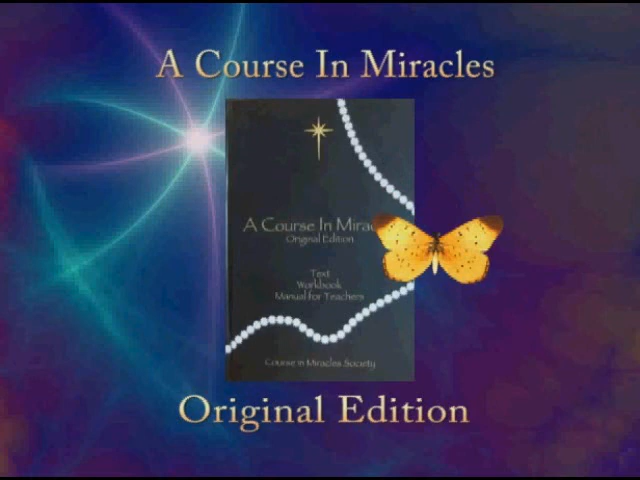 A Course In Miracles
A Course In Mirac
Original Edition
Text
Workbook
Manual for Teachers
Course in Miracles Society
Original Edition